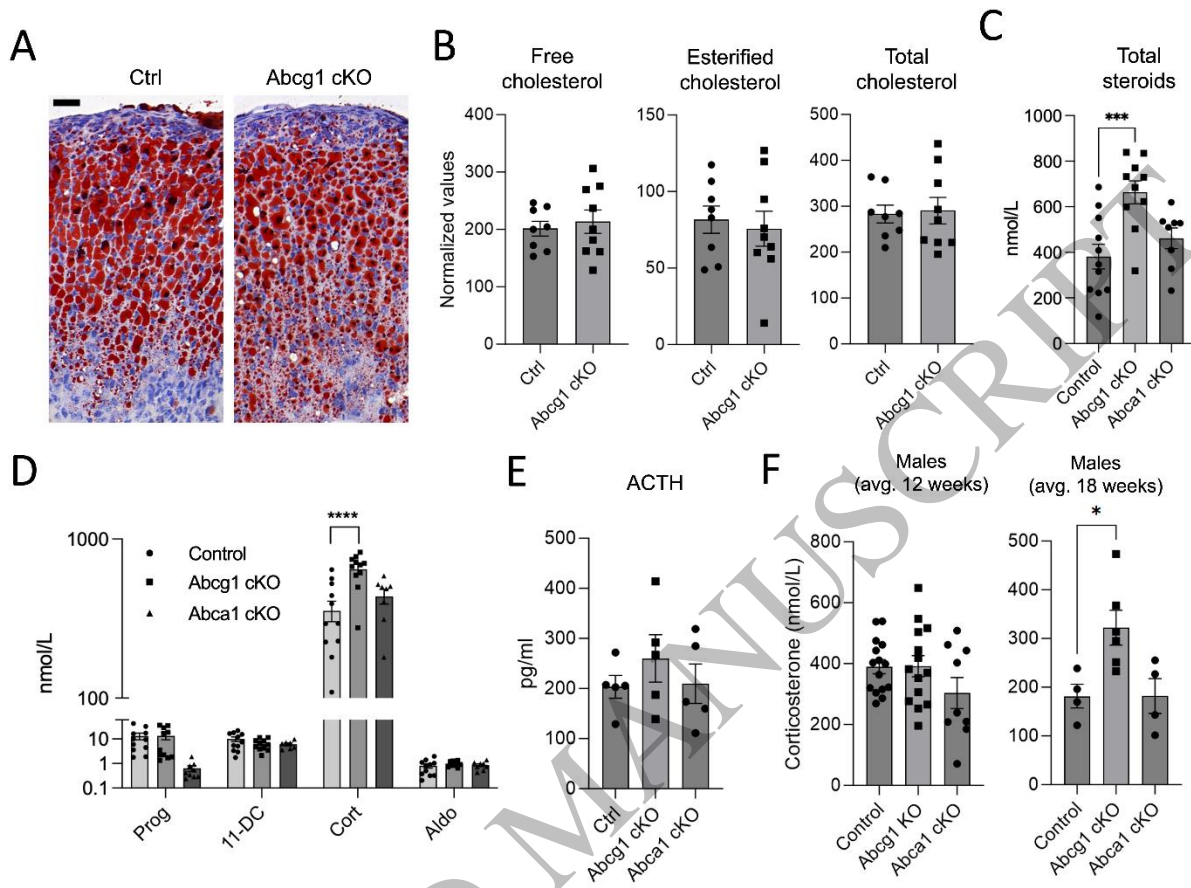 A
Ctrl
Abcg1 cKO
B
Free
cholesterol
Esterified
cholesterol
Total
cholesterol
Normalized values
400
300
200
100
0
Ctrl
Abcg1 cKO
150
100
50
0
Ctrl
Abcg1 cKO
500
400
300
200
100
0
Ctrl
Abcg1 cKO
C
Total
steroids
nmol/L
1000
800
600
400
200
0
***
Control
Abcg1 cKO
Abca1 cKO
D
nmol/L
1000
100
10
1
0.1
Control
Abcg1 cKO
Abca1 cKO
****
Prog
11-DC
Cort
Aldo
E
ACTH
pg/ml
500
400
300
200
100
0
Ctrl
Abcg1 cKO
Abca1 cKO
F
Males
(avg. 12 weeks)
Corticosterone (nmol/L)
800
600
400
200
0
Control
Abcg1 KO
Abca1 cKO
Males
(avg. 18 weeks)
500
400
300
200
100
0
*
Control
Abcg1 cKO
Abca1 cKO
D MANUSCRIPT